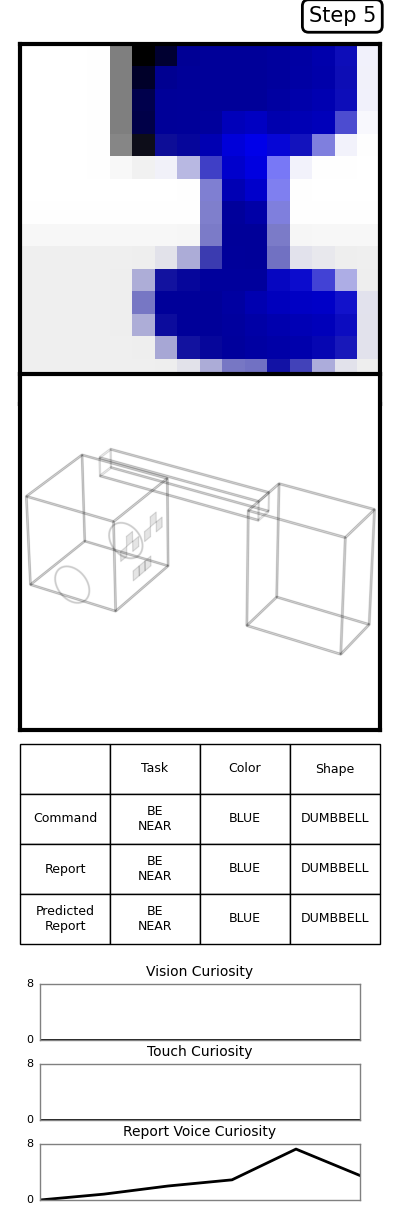 Step 5
Task Color Shape
Command BE NEAR BLUE DUMBBELL
Report BE NEAR BLUE DUMBBELL
Predicted Report BE NEAR BLUE DUMBBELL
Vision Curiosity
8
0
Touch Curiosity
8
0
Report Voice Curiosity
8
0